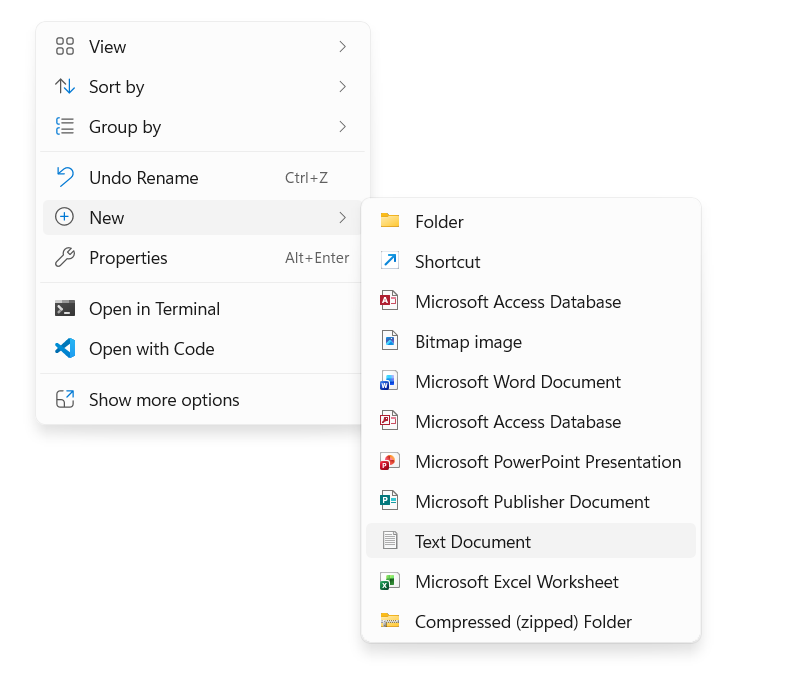 View
Sort by
Group by
Undo Rename Ctrl+Z
New
Properties Alt+Enter
Open in Terminal
Open with Code
Show more options
Folder
Shortcut
Microsoft Access Database
Bitmap image
Microsoft Word Document
Microsoft Access Database
Microsoft PowerPoint Presentation
Microsoft Publisher Document
Text Document
Microsoft Excel Worksheet
Compressed (zipped) Folder